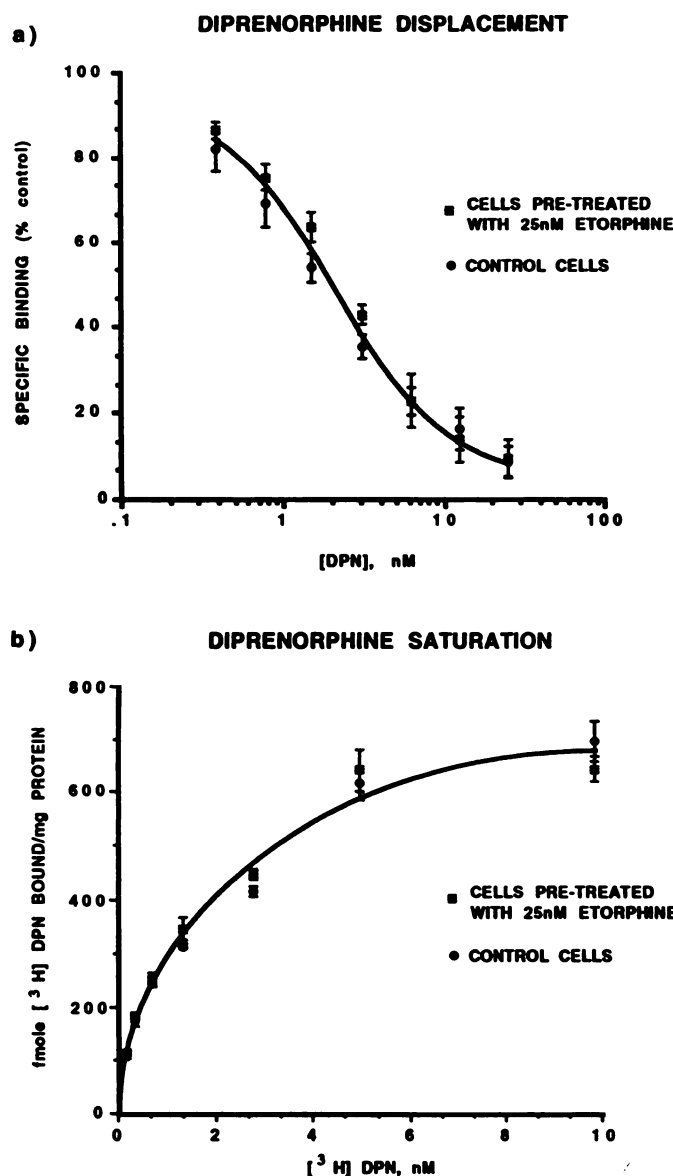 a)
DIPRENORPHINE DISPLACEMENT
100
80
60
40
20
0
SPECIFIC BINDING (% control)
CELLS PRE-TREATED
WITH 25nM ETORPHINE
CONTROL CELLS
.1
1
10
100
[DPN], nM
b)
DIPRENORPHINE SATURATION
800
600
400
200
0
fmole [ ³ H] DPN BOUND/mg PROTEIN
CELLS PRE-TREATED
WITH 25nM ETORPHINE
CONTROL CELLS
0
2
4
6
8
10
[ ³ H] DPN, nM